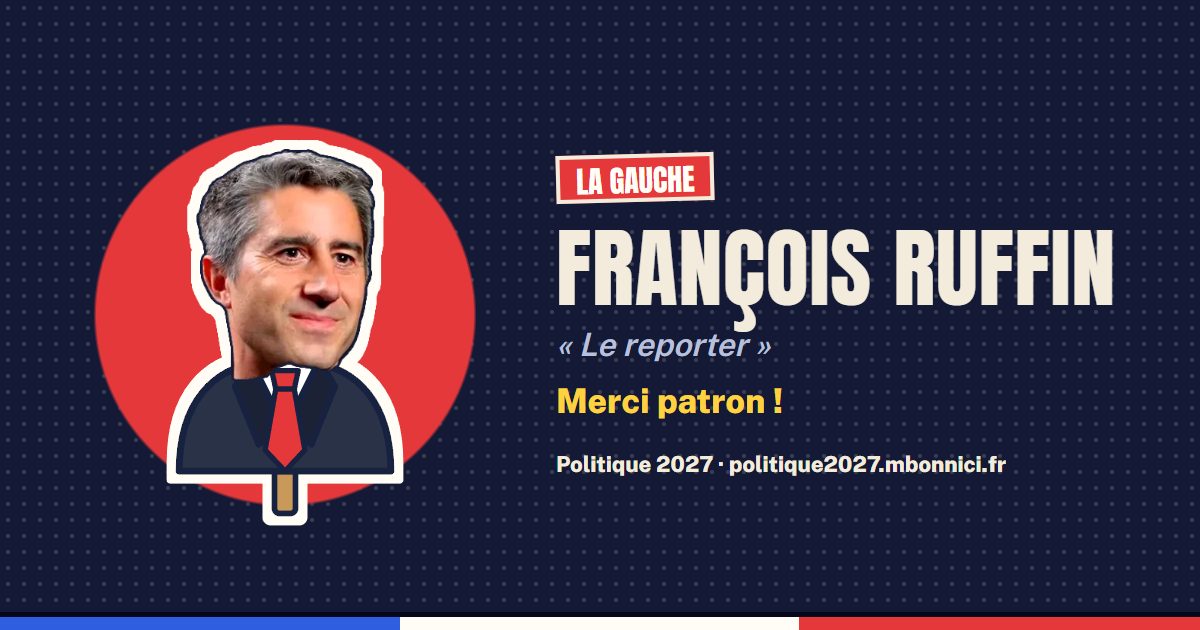 LA GAUCHE
FRANÇOIS RUFFIN
« Le reporter »
Merci patron !
Politique 2027 · politique2027.mbonnici.fr